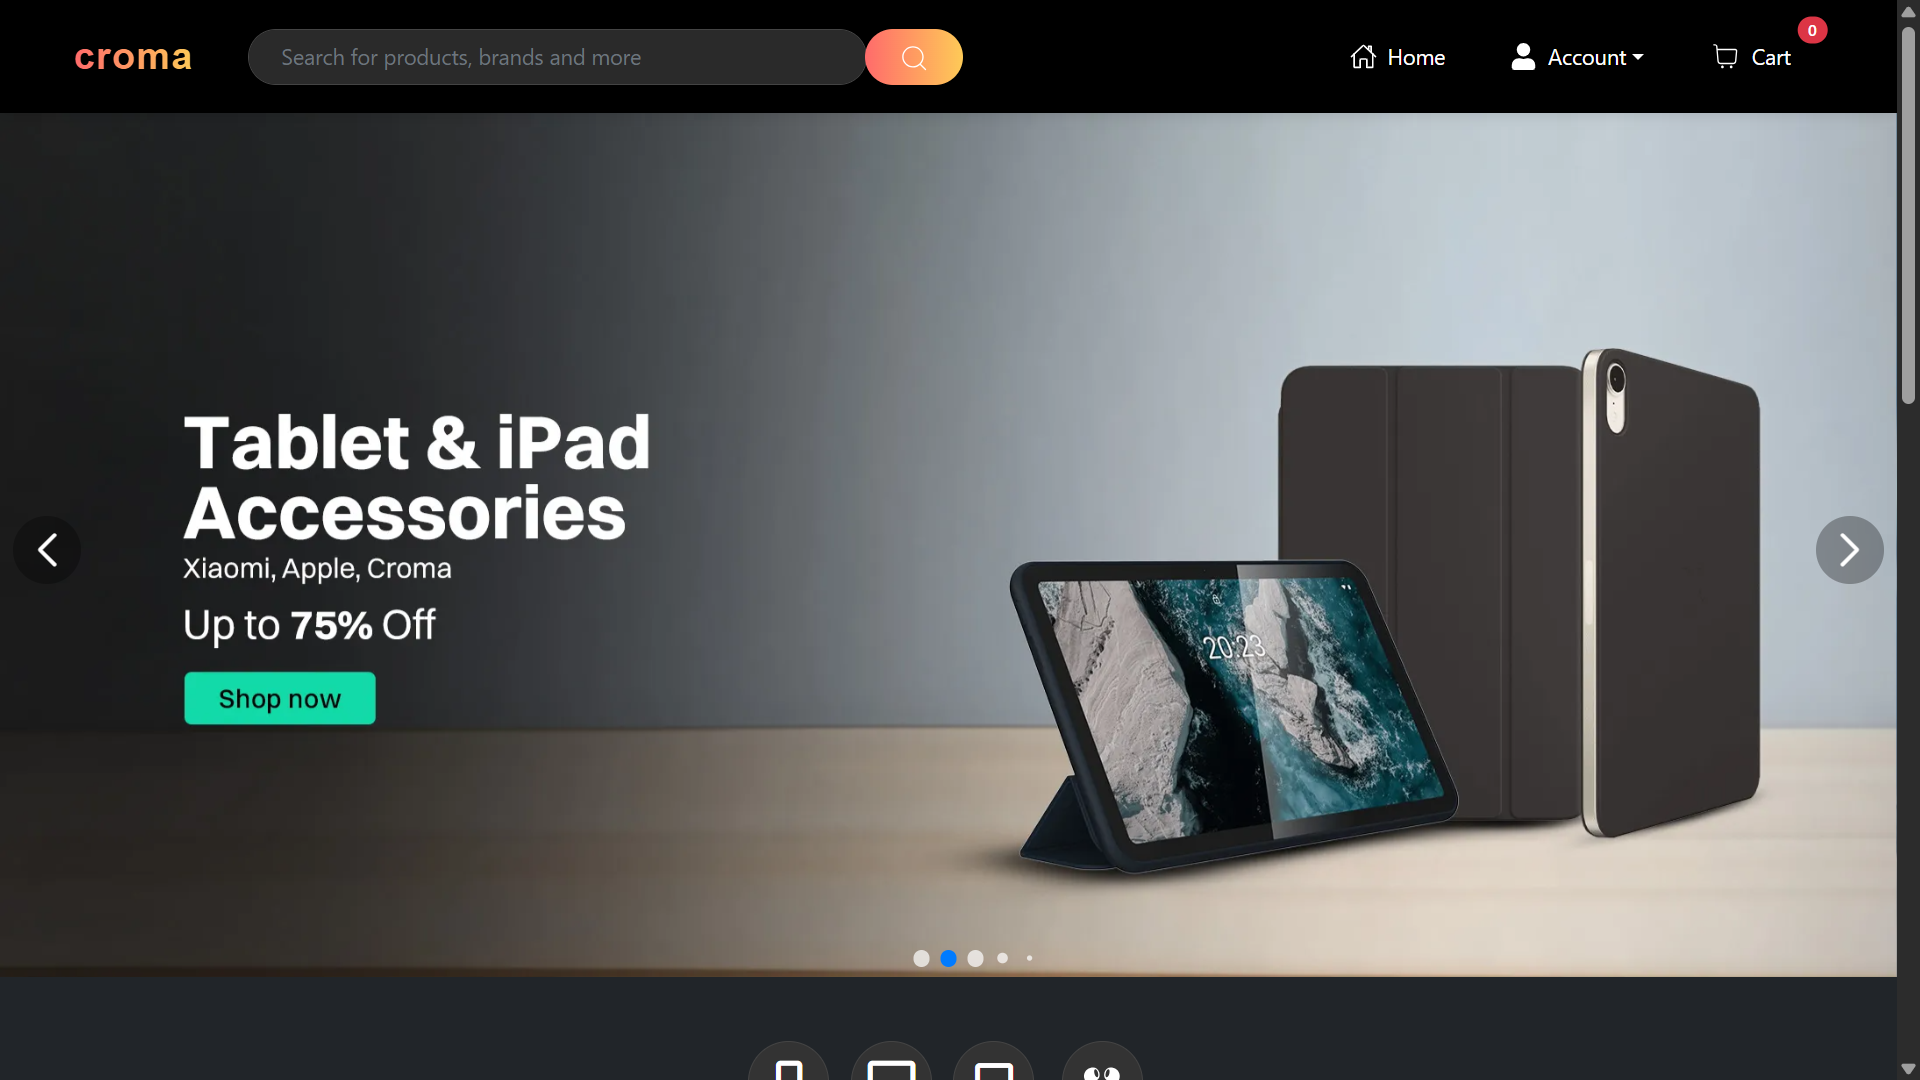 croma
Search for products, brands and more
Home
Account
Cart
0
Tablet & iPad
Accessories
Xiaomi, Apple, Croma
Up to 75% Off
Shop now
20:23